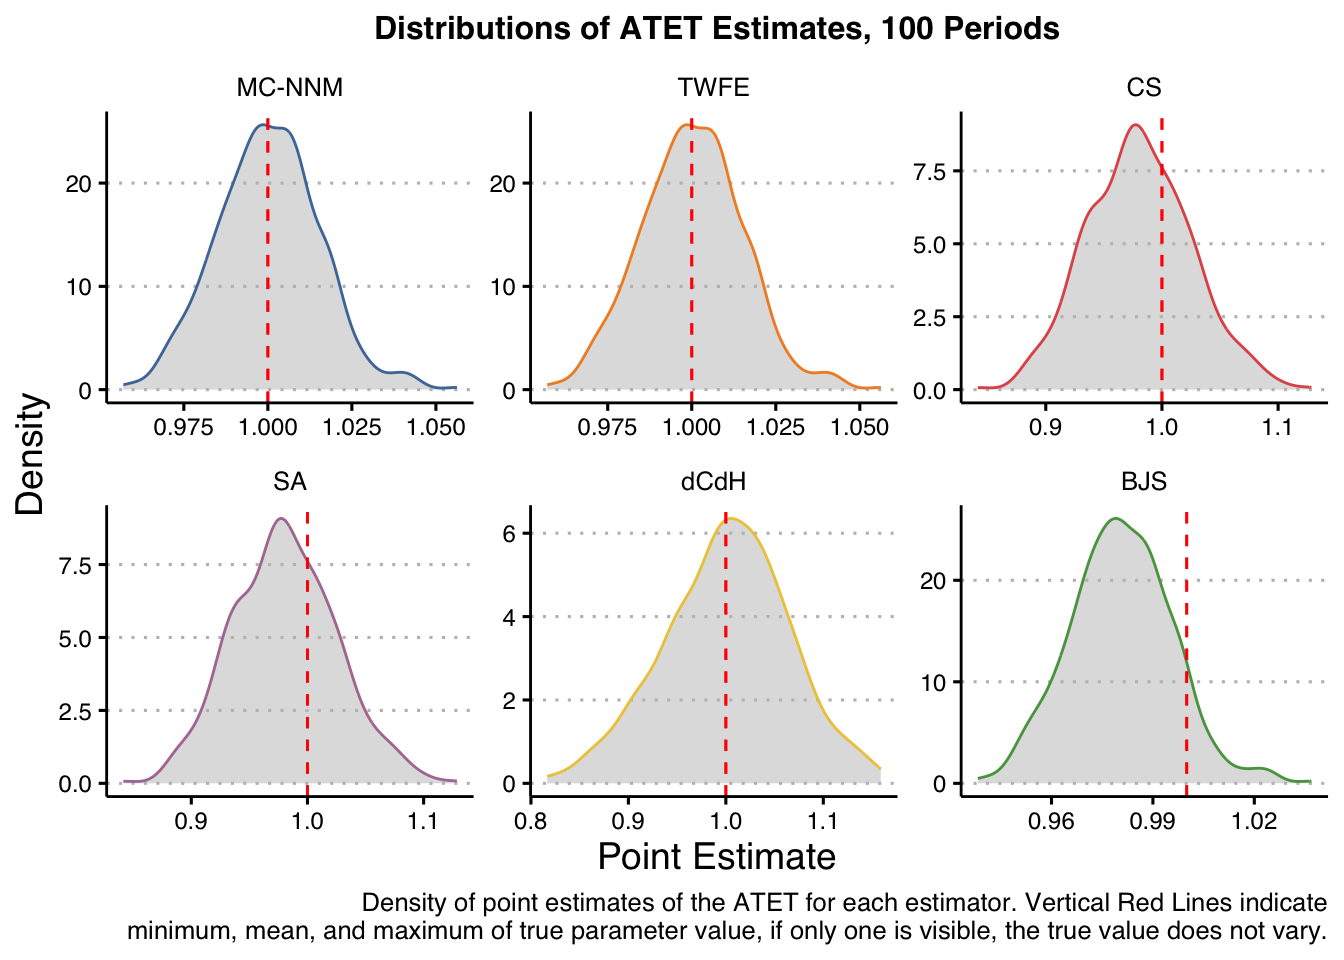 Distributions of ATET Estimates, 100 Periods
MC-NNM
TWFE
CS
20
10
0
0.975 1.000 1.025 1.050
20
10
0
0.975 1.000 1.025 1.050
7.5
5.0
2.5
0.0
0.9 1.0 1.1
Density
SA
dCdH
BJS
7.5
5.0
2.5
0.0
0.9 1.0 1.1
6
4
2
0
0.8 0.9 1.0 1.1
20
10
0
0.96 0.99 1.02
Point Estimate
Density of point estimates of the ATET for each estimator. Vertical Red Lines indicate
minimum, mean, and maximum of true parameter value, if only one is visible, the true value does not vary.